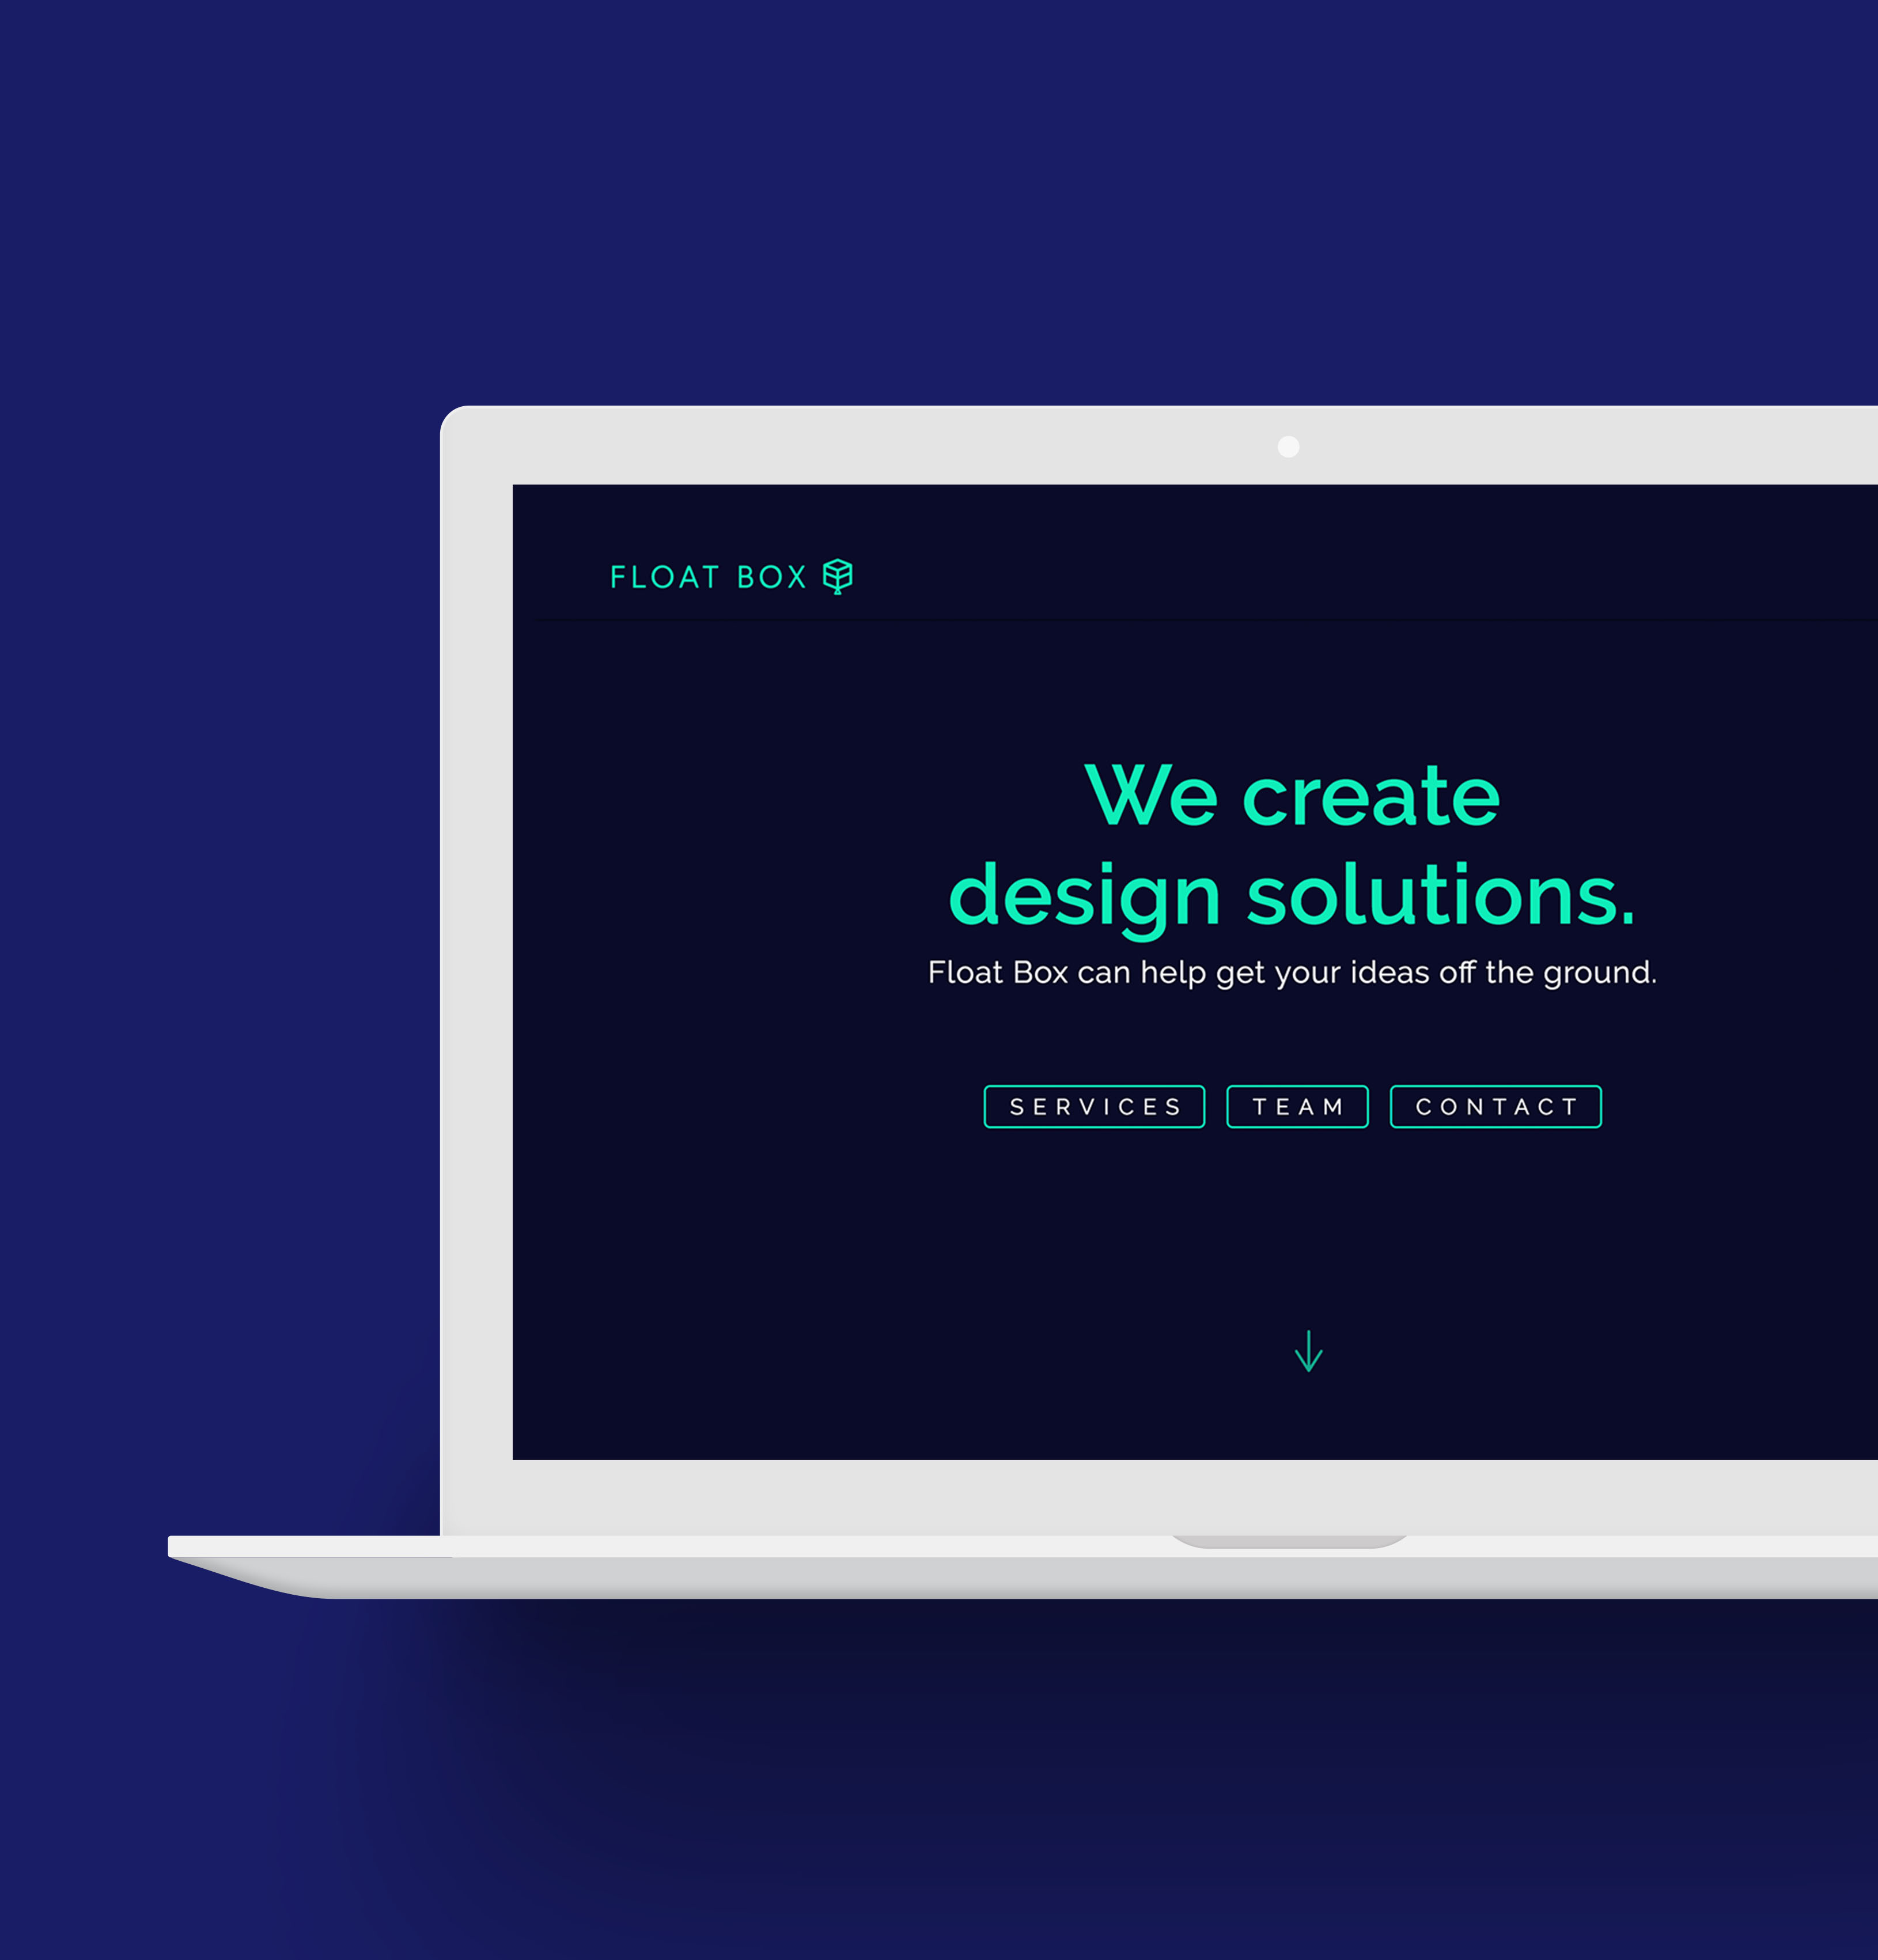 FLOAT BOX
We create
design solutions.
Float Box can help get your ideas off the ground.
SERVICES TEAM CONTACT